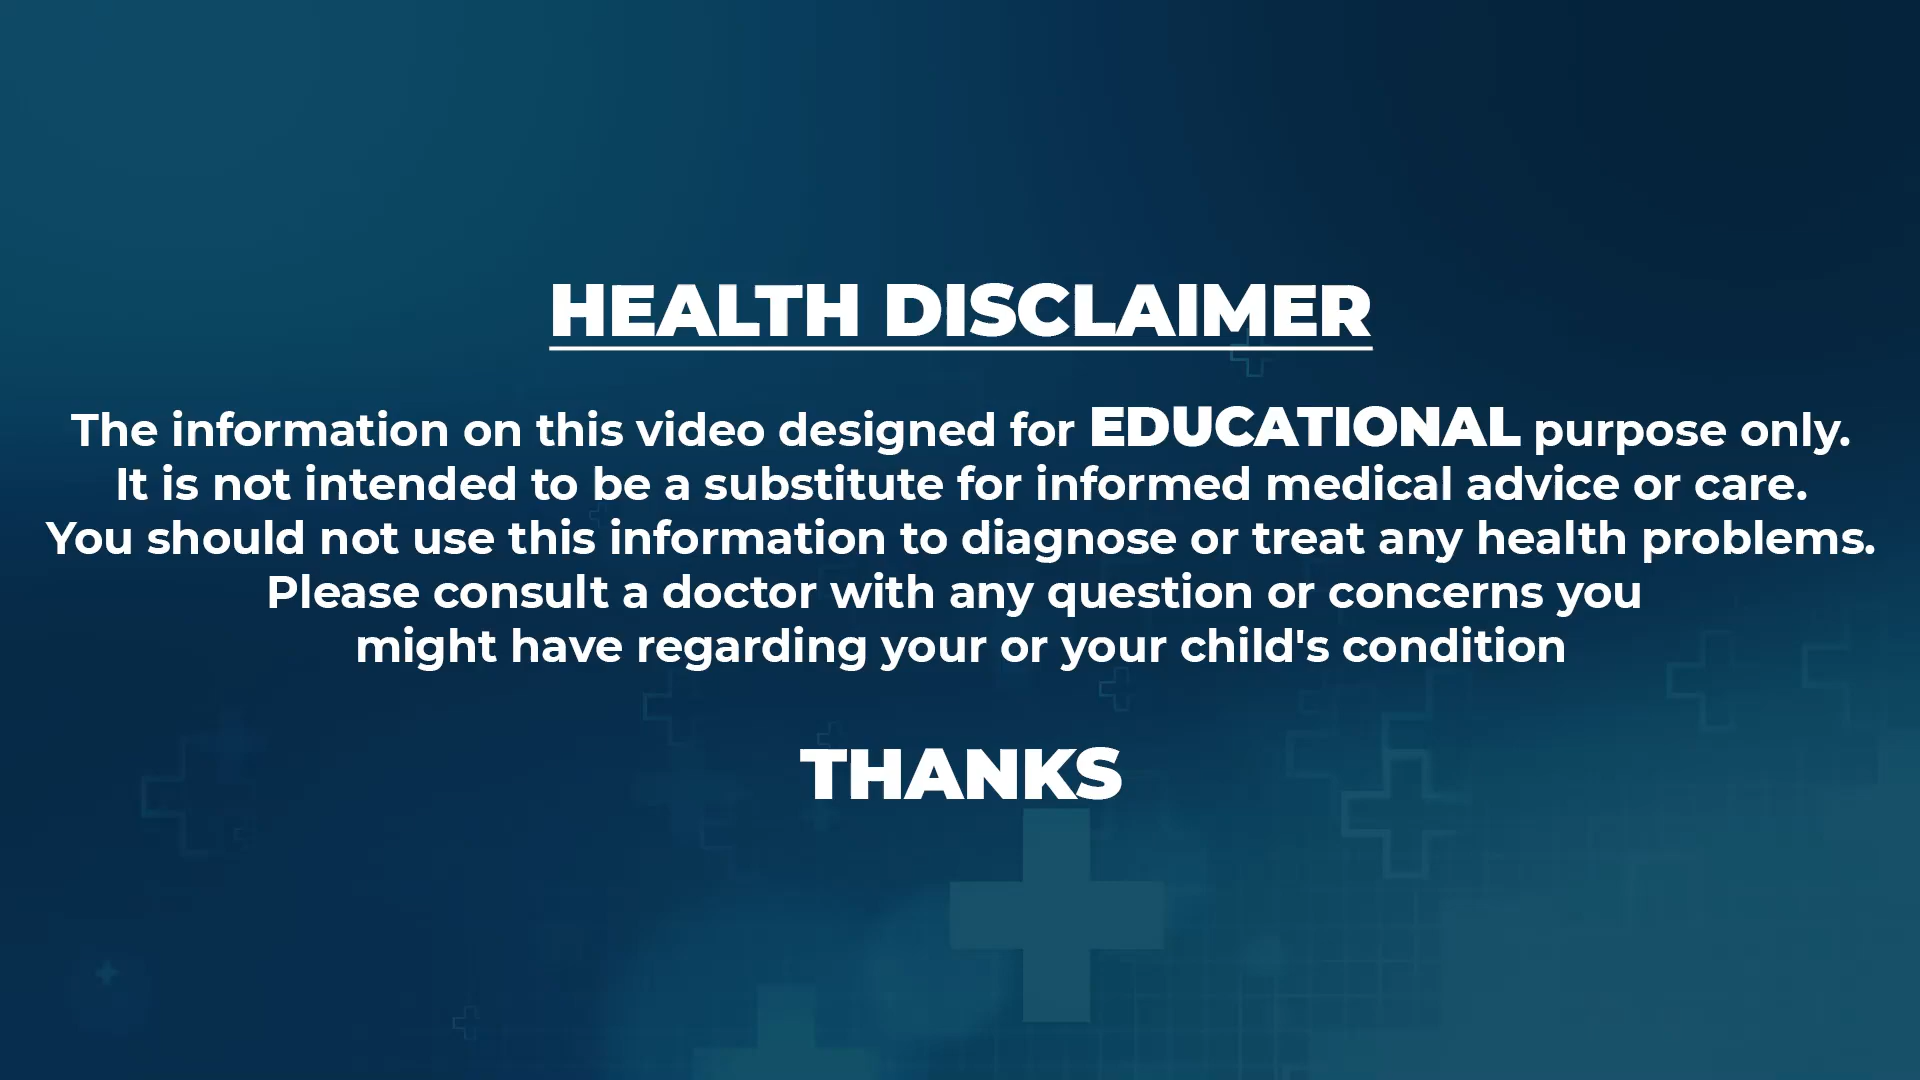 HEALTH DISCLAIMER
The information on this video designed for EDUCATIONAL purpose only.
It is not intended to be a substitute for informed medical advice or care.
You should not use this information to diagnose or treat any health problems.
Please consult a doctor with any question or concerns you
might have regarding your or your child's condition
THANKS